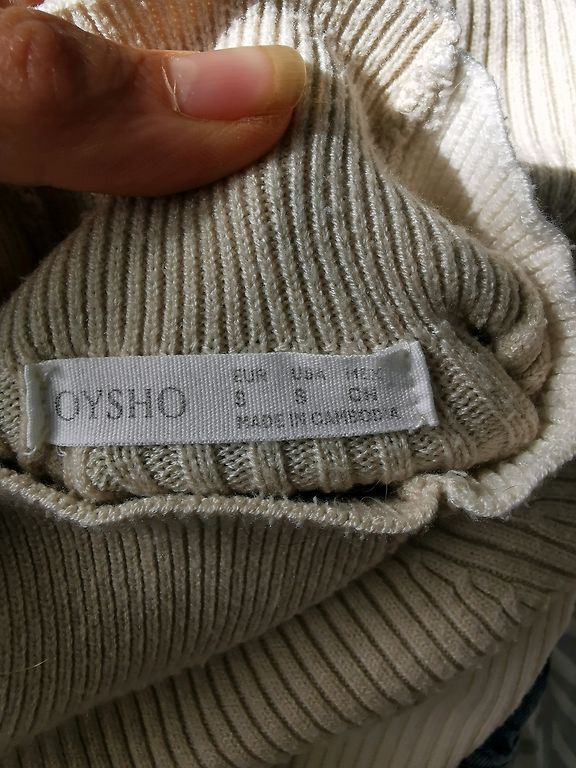 OYSHO
EUR USA MEX
S S CH
MADE IN CAMBODIA